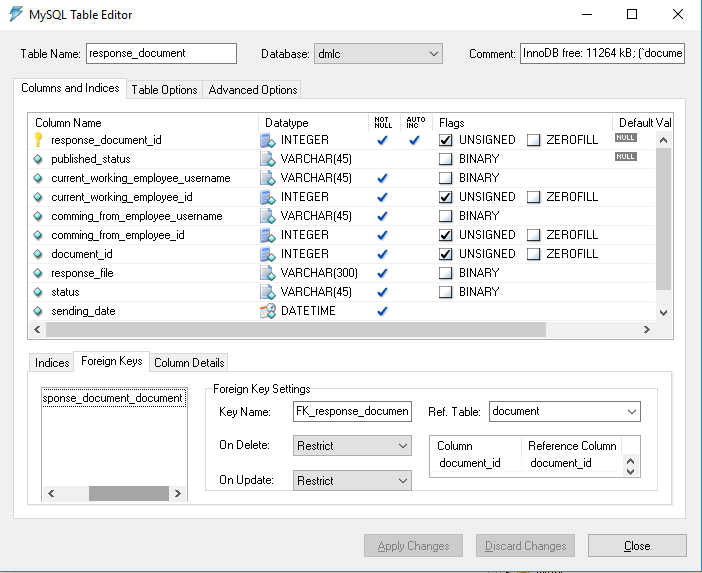 MySQL Table Editor
Table Name: response_document Database: dmlc Comment: InnoDB free: 11264 kB; (`docume
Columns and Indices Table Options Advanced Options
Column Name Datatype NOT NULL AUTO INC Flags Default Val
response_document_id INTEGER UNSIGNED ZEROFILL NULL
published_status VARCHAR(45) BINARY NULL
current_working_employee_username VARCHAR(45) BINARY
current_working_employee_id INTEGER UNSIGNED ZEROFILL
comming_from_employee_username VARCHAR(45) BINARY
comming_from_employee_id INTEGER UNSIGNED ZEROFILL
document_id INTEGER UNSIGNED ZEROFILL
response_file VARCHAR(300) BINARY
status VARCHAR(45) BINARY
sending_date DATETIME
Indices Foreign Keys Column Details
sponse_document_document
Foreign Key Settings
Key Name: FK_response_documen Ref. Table: document
On Delete: Restrict
Column Reference Column
document_id document_id
On Update: Restrict
Apply Changes Discard Changes Close